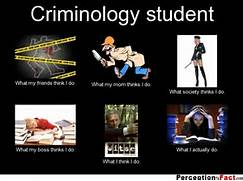 Criminology student
What my friends think I do
What my mom thinks I do
What society thinks I do
What my boss thinks I do
What I think I do
What I actually do
PerceptionvsFact.com